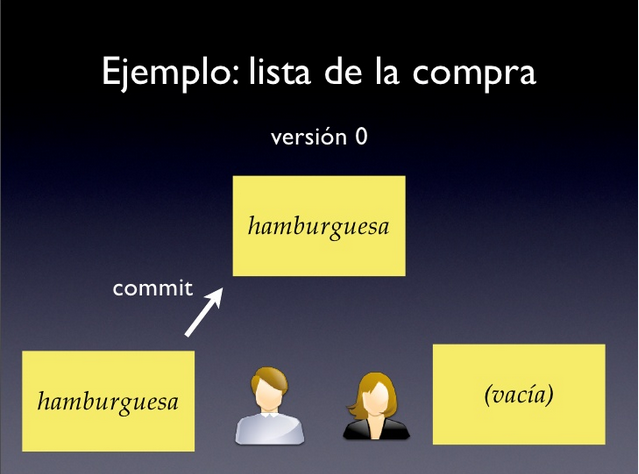 Ejemplo: lista de la compra
versión 0
hamburguesa
commit
hamburguesa
(vacía)